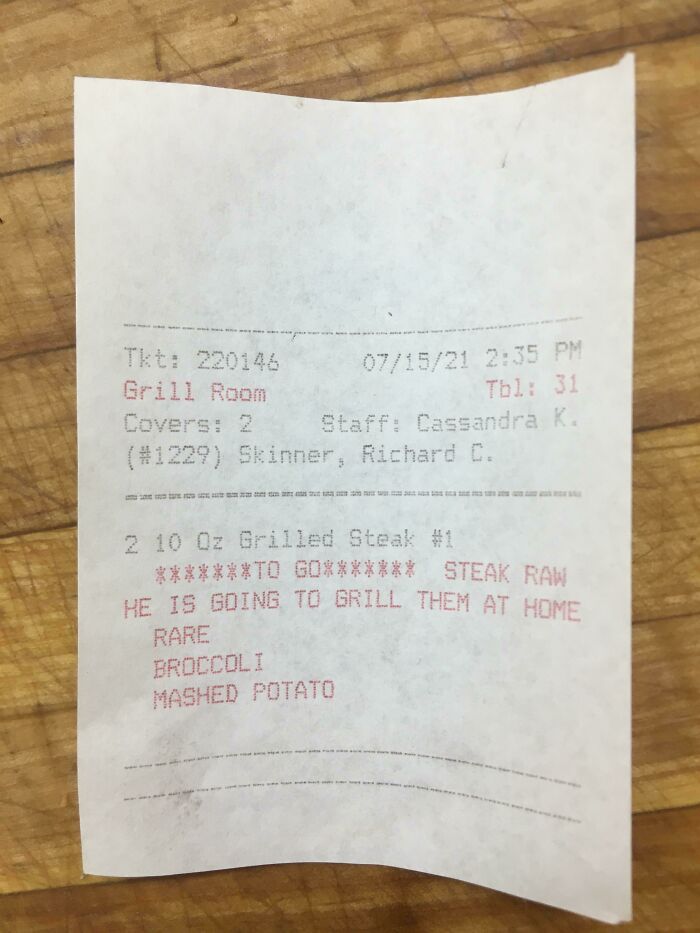 Tkt: 220146 07/15/21 2:35 PM
Grill Room Tbl: 31
Covers: 2 Staff: Cassandra K.
(#1229) Skinner, Richard C.
2 10 Oz Grilled Steak #1
*******TO GO******* STEAK RAW
HE IS GOING TO GRILL THEM AT HOME
RARE
BROCCOLI
MASHED POTATO